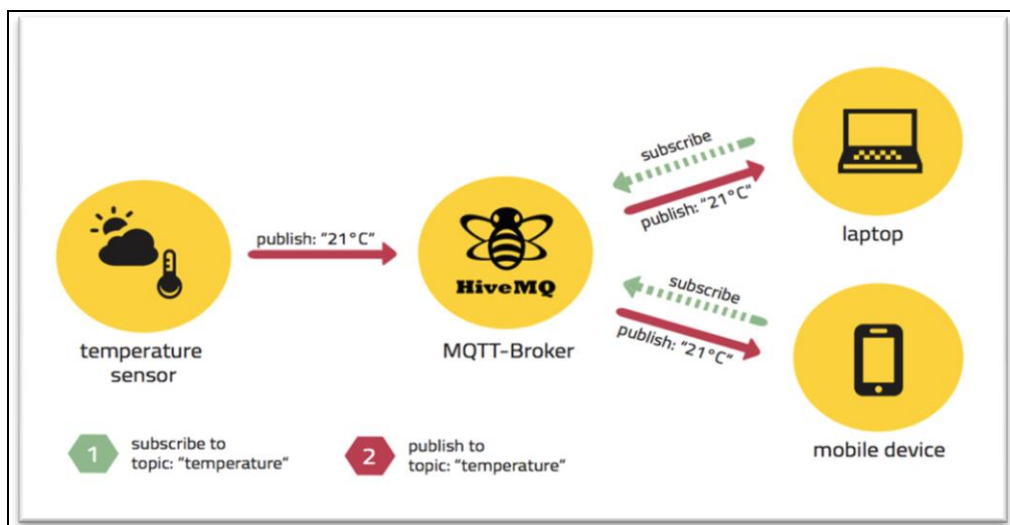 subscribe
publish: "21°C"
publish: "21°C"
laptop
HiveMQ
subscribe
publish: "21°C"
temperature
sensor
MQTT-Broker
mobile device
1
subscribe to
topic: "temperature"
2
publish to
topic: "temperature"